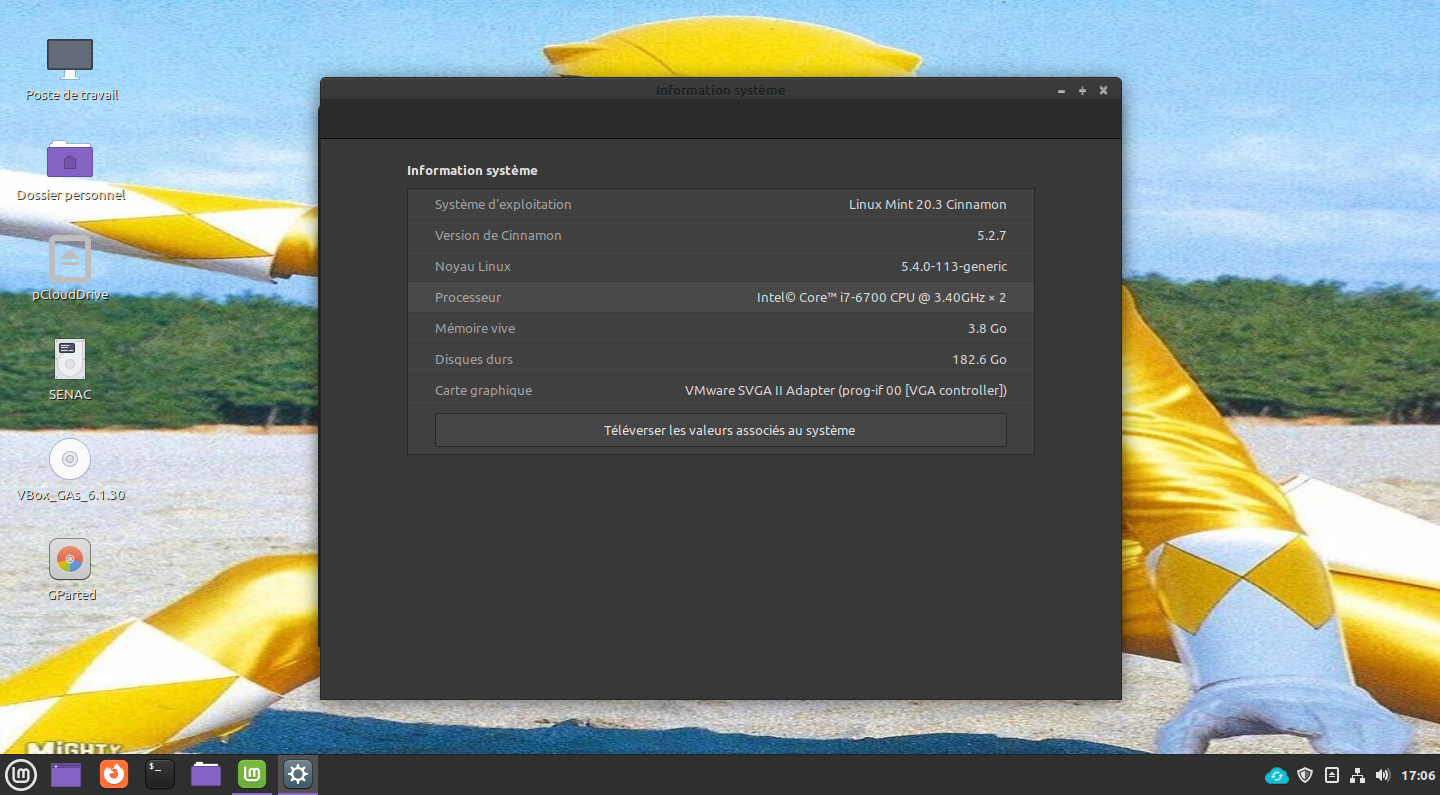 Poste de travail
Dossier personnel
pCloudDrive
SENAC
VBox_GAs_6.1.30
GParted
Information système
Information système
Système d'exploitation Linux Mint 20.3 Cinnamon
Version de Cinnamon 5.2.7
Noyau Linux 5.4.0-113-generic
Processeur Intel© Core™ i7-6700 CPU @ 3.40GHz × 2
Mémoire vive 3.8 Go
Disques durs 182.6 Go
Carte graphique VMware SVGA II Adapter (prog-if 00 [VGA controller])
Téléverser les valeurs associés au système
MIGHTY
$_
17:06